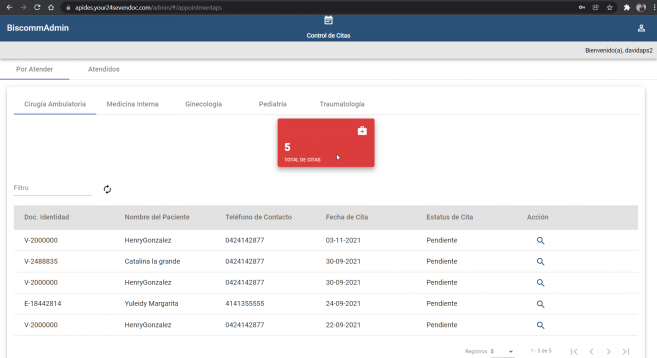 apides.your24sevendoc.com/admin/#/appointmentaps
BiscommAdmin
Control de Citas
Bienvenido(a), davidaps2
Por Atender Atendidos
Cirugía Ambulatoria Medicina Interna Ginecología Pediatría Traumatología
5
TOTAL DE CITAS
Filtro
Doc. Identidad Nombre del Paciente Teléfono de Contacto Fecha de Cita Estatus de Cita Acción
V-2000000 HenryGonzalez 0424142877 03-11-2021 Pendiente
V-2488835 Catalina la grande 0424142877 30-09-2021 Pendiente
V-2000000 HenryGonzalez 0424142877 30-09-2021 Pendiente
E-18442814 Yuleidy Margarita 4141355555 24-09-2021 Pendiente
V-2000000 HenryGonzalez 0424142877 22-09-2021 Pendiente
Registros 5 1 - 5 de 5